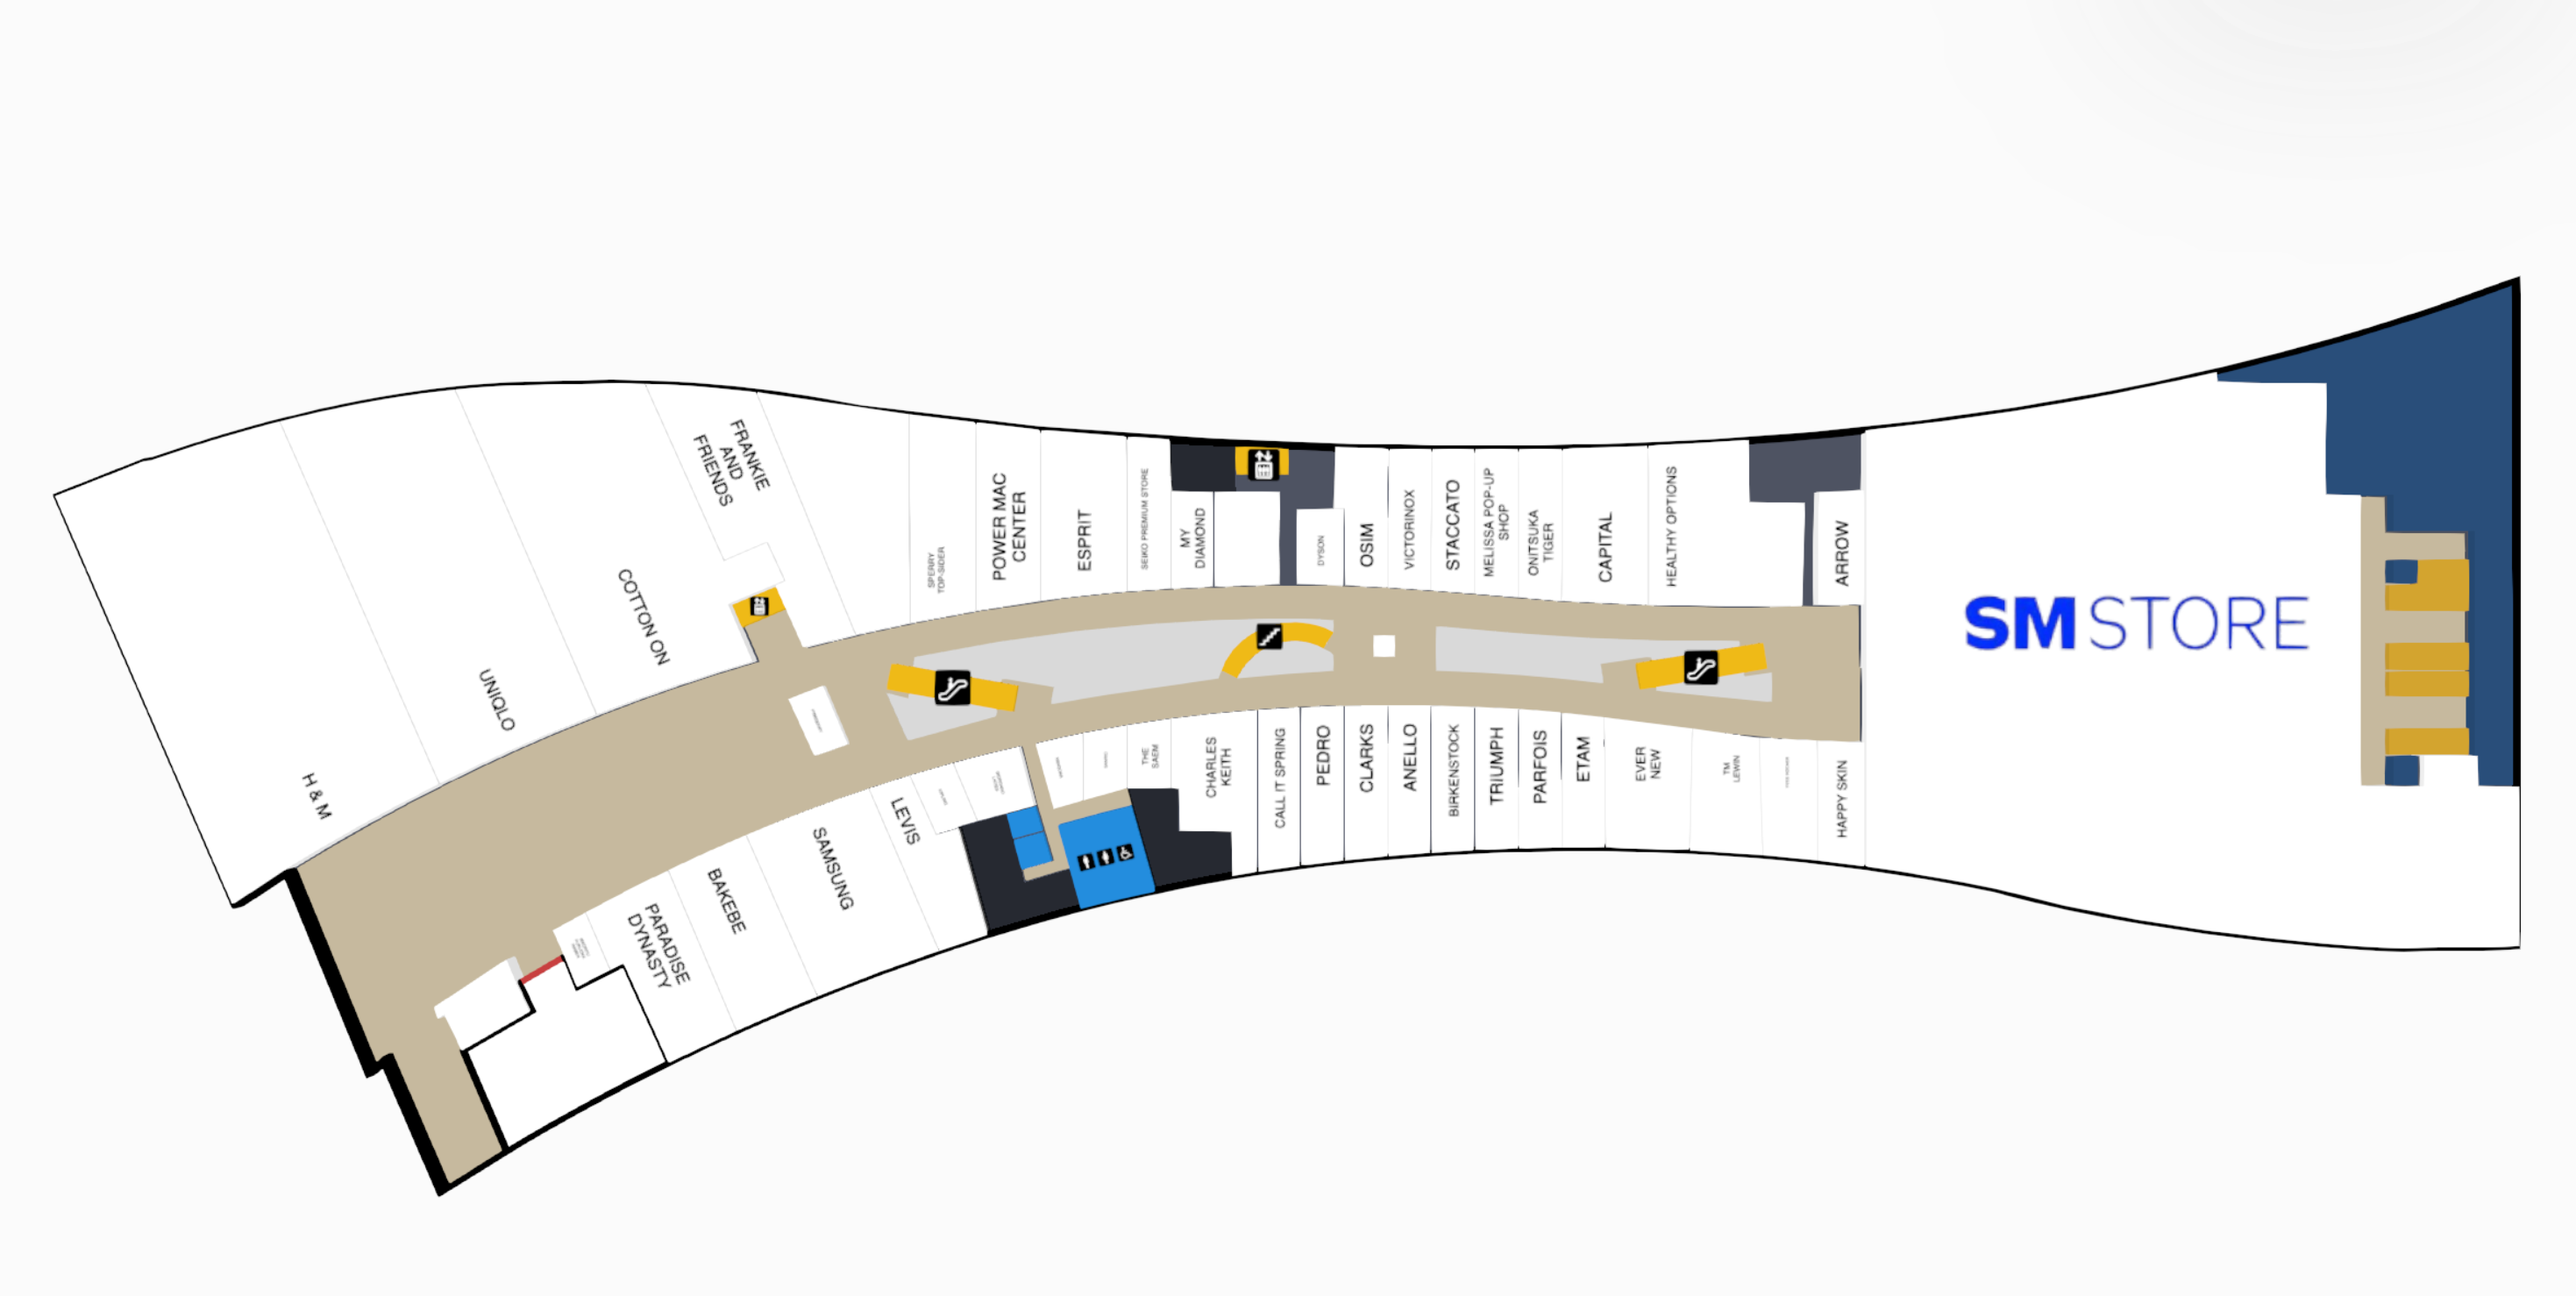 FRANKIE
AND
FRIENDS
COTTON ON
UNIQLO
H & M
SPERRY
TOP-SIDER
POWER MAC
CENTER
ESPRIT
SEIKO PREMIUM STORE
MY
DIAMOND
DYSON
OSIM
VICTORINOX
STACCATO
MELISSA POP-UP
SHOP
ONITSUKA
TIGER
CAPITAL
HEALTHY OPTIONS
ARROW
SM STORE
PARADISE
DYNASTY
BAKEBE
SAMSUNG
LEVIS
THE
SAEM
CHARLES
KEITH
CALL IT SPRING
PEDRO
CLARKS
ANELLO
BIRKENSTOCK
TRIUMPH
PARFOIS
ETAM
EVER
NEW
TM
LEWIN
HAPPY SKIN